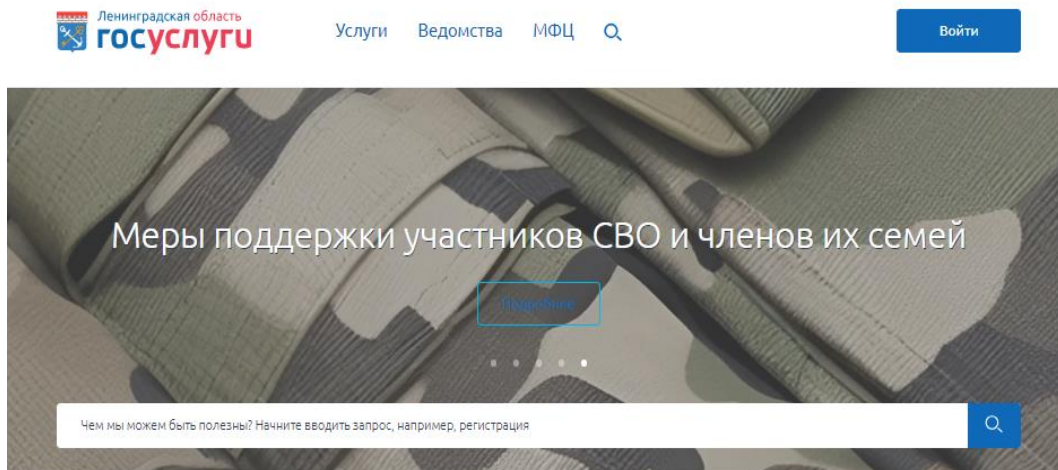 Ленинградская область
госуслуги
Услуги Ведомства МФЦ
Войти
Меры поддержки участников СВО и членов их семей
Подробнее
Чем мы можем быть полезны? Начните вводить запрос, например, регистрация